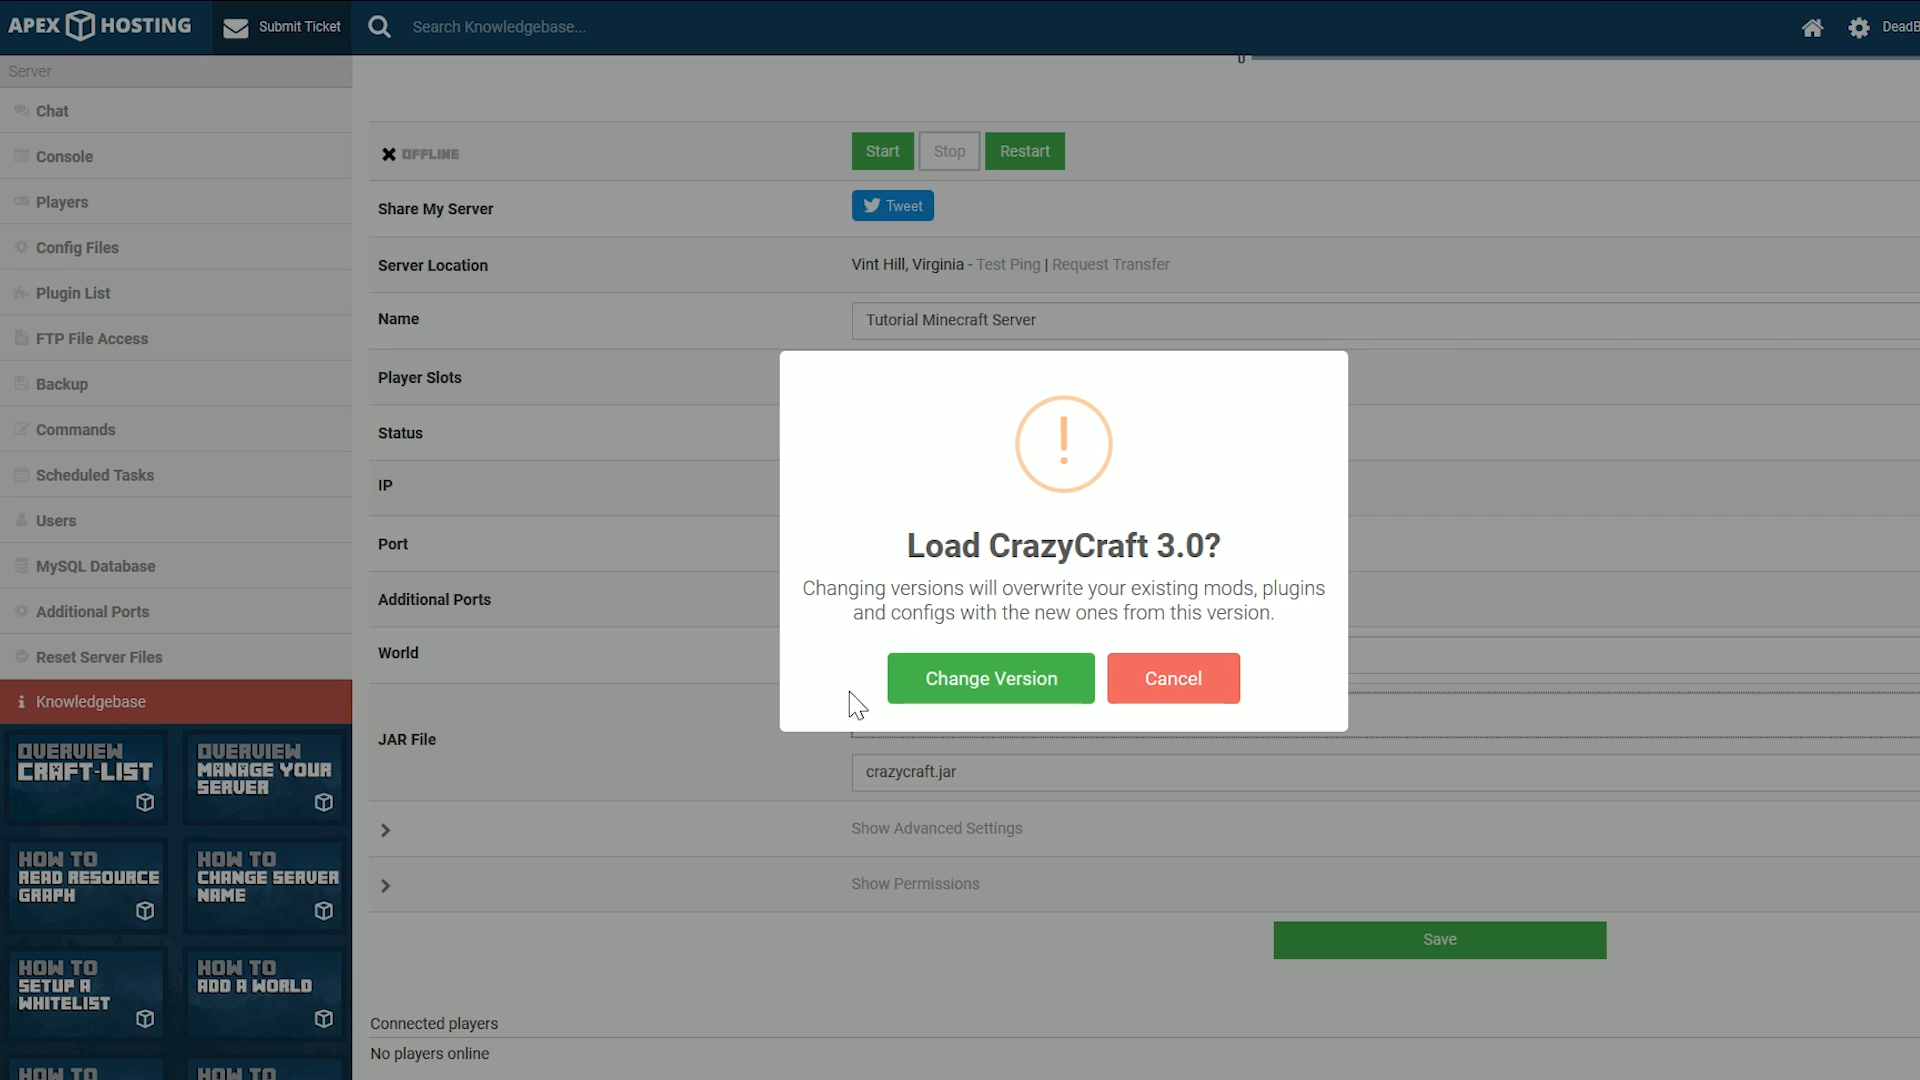 APEX HOSTING
Submit Ticket
Search Knowledgebase...
DeadB
Server
Chat
Console
Players
Config Files
Plugin List
FTP File Access
Backup
Commands
Scheduled Tasks
Users
MySQL Database
Additional Ports
Reset Server Files
Knowledgebase
OVERVIEW
CRAFT-LIST
OVERVIEW
MANAGE YOUR
SERVER
HOW TO
READ RESOURCE
GRAPH
HOW TO
CHANGE SERVER
NAME
HOW TO
SETUP A
WHITELIST
HOW TO
ADD A WORLD
HOW TO
HOW TO
0
OFFLINE
Start
Stop
Restart
Share My Server
Tweet
Server Location
Vint Hill, Virginia - Test Ping | Request Transfer
Name
Tutorial Minecraft Server
Player Slots
Status
IP
Port
Additional Ports
World
JAR File
crazycraft.jar
Show Advanced Settings
Show Permissions
Save
Connected players
No players online
Load CrazyCraft 3.0?
Changing versions will overwrite your existing mods, plugins
and configs with the new ones from this version.
Change Version
Cancel